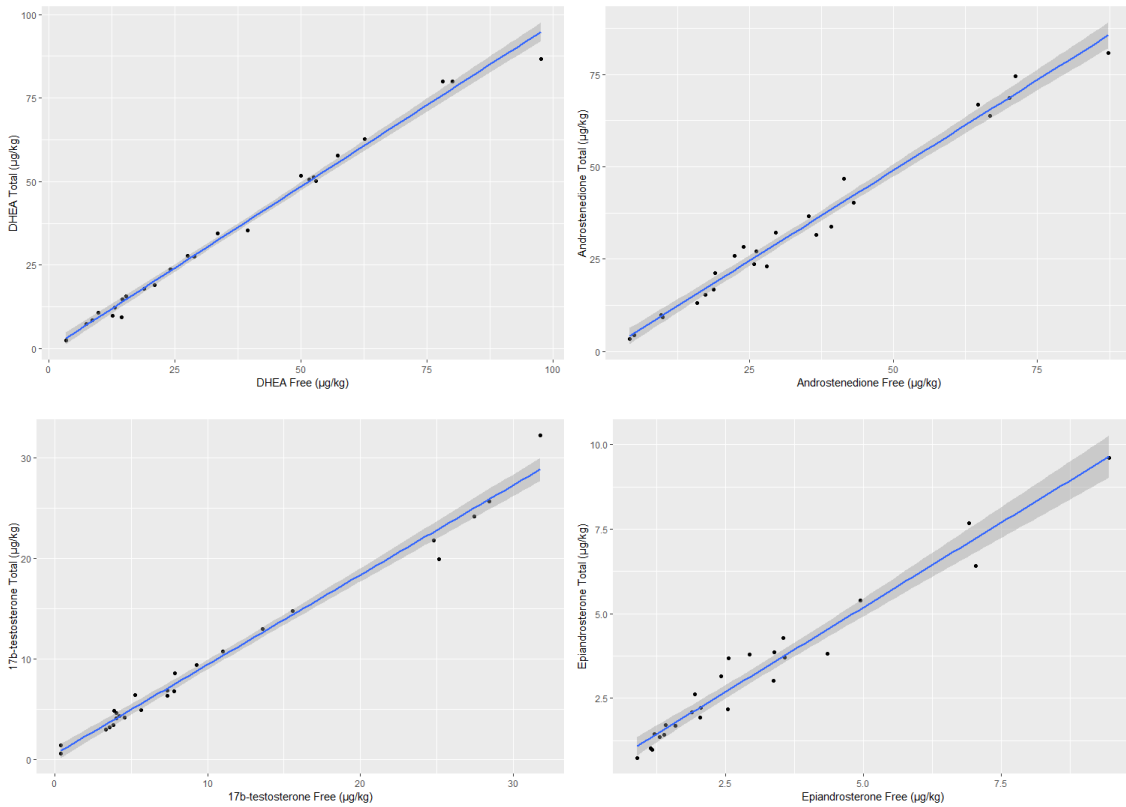 100
75
50
25
0
DHEA Total (µg/kg)
0 25 50 75 100
DHEA Free (µg/kg)
75
50
25
0
Androstenedione Total (µg/kg)
25 50 75
Androstenedione Free (µg/kg)
30
20
10
0
17b-testosterone Total (µg/kg)
0 10 20 30
17b-testosterone Free (µg/kg)
10.0
7.5
5.0
2.5
Epiandrosterone Total (µg/kg)
2.5 5.0 7.5
Epiandrosterone Free (µg/kg)